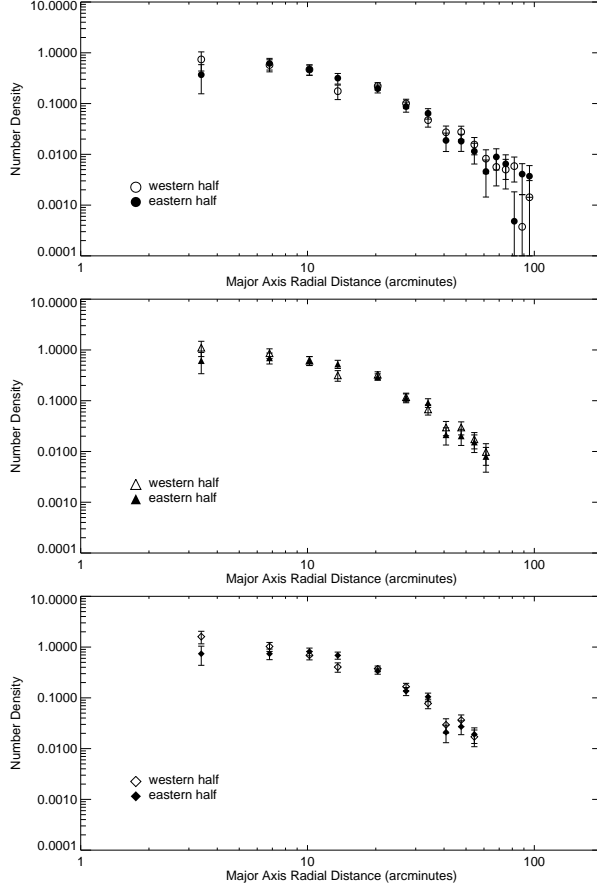 10.0000
1.0000
0.1000
0.0100
0.0010
0.0001
Number Density
western half
eastern half
1 10 100
Major Axis Radial Distance (arcminutes)
10.0000
1.0000
0.1000
0.0100
0.0010
0.0001
Number Density
western half
eastern half
1 10 100
Major Axis Radial Distance (arcminutes)
10.0000
1.0000
0.1000
0.0100
0.0010
0.0001
Number Density
western half
eastern half
1 10 100
Major Axis Radial Distance (arcminutes)